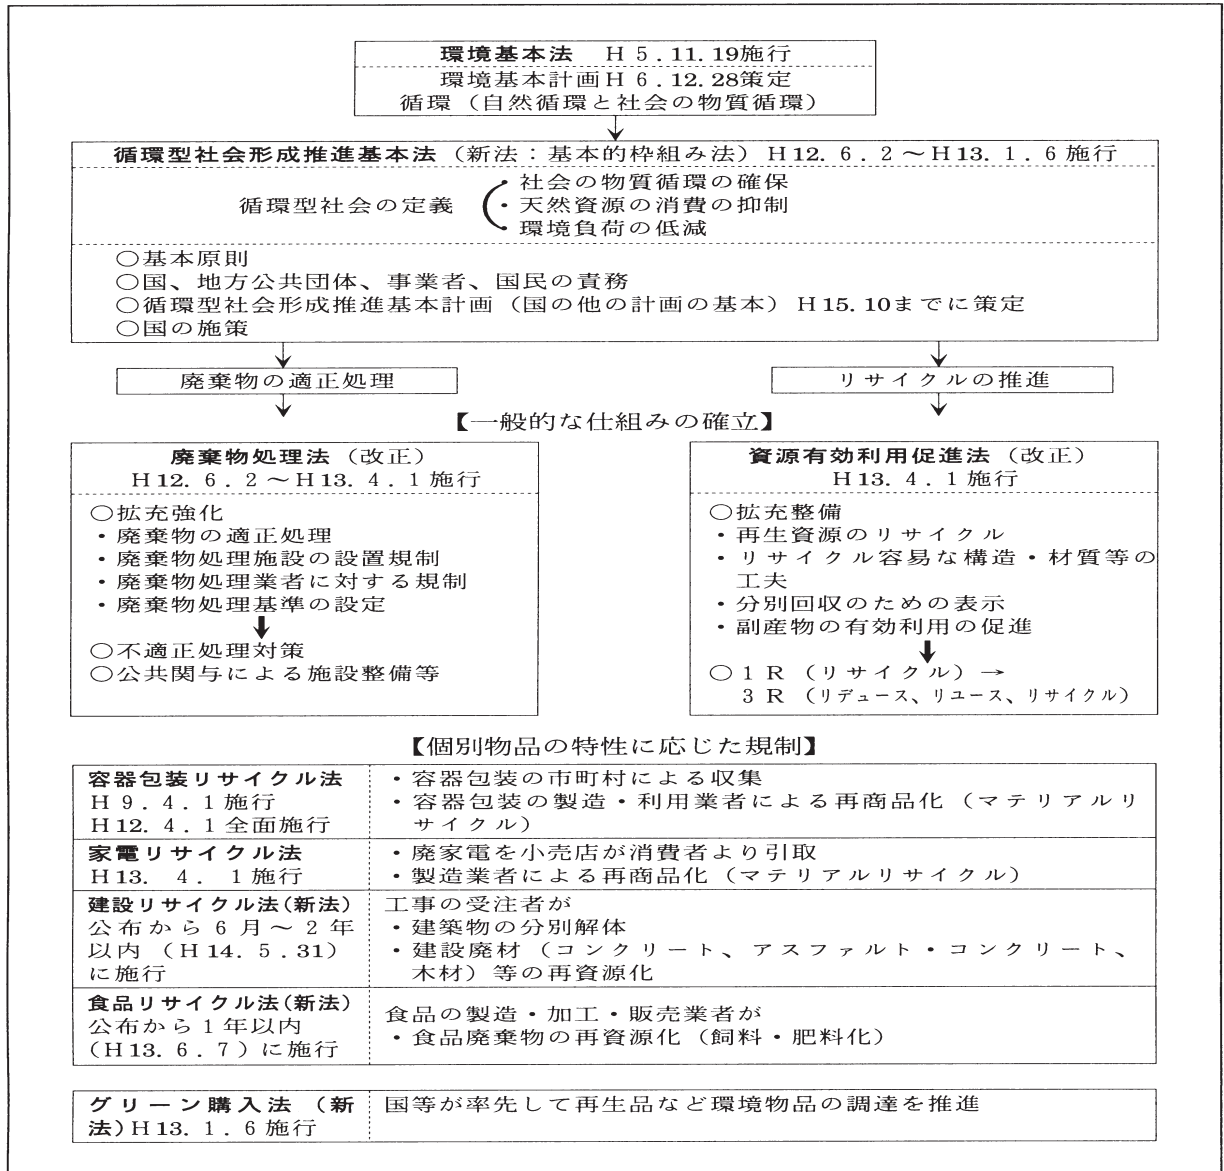 環境基本法　H 5 . 11. 19施行
環境基本計画H 6 . 12. 28策定
循環（自然循環と社会の物質循環）
循環型社会形成推進基本法（新法：基本的枠組み法）H12. 6 . 2 ～H13. 1 . 6 施行
循環型社会の定義
・社会の物質循環の確保
・天然資源の消費の抑制
・環境負荷の低減
○基本原則
○国、地方公共団体、事業者、国民の責務
○循環型社会形成推進基本計画（国の他の計画の基本）H15. 10までに策定
○国の施策
廃棄物の適正処理
リサイクルの推進
【一般的な仕組みの確立】
廃棄物処理法（改正）
H12. 6 . 2 ～H13. 4 . 1 施行
○拡充強化
・廃棄物の適正処理
・廃棄物処理施設の設置規制
・廃棄物処理業者に対する規制
・廃棄物処理基準の設定
○不適正処理対策
○公共関与による施設整備等
資源有効利用促進法（改正）
H13. 4 . 1 施行
○拡充整備
・再生資源のリサイクル
・リサイクル容易な構造・材質等の
工夫
・分別回収のための表示
・副産物の有効利用の促進
○ 1 R （リサイクル）→
3 R （リデュース、リユース、リサイクル）
【個別物品の特性に応じた規制】
容器包装リサイクル法
H 9 . 4 . 1 施行
H12. 4 . 1 全面施行
・容器包装の市町村による収集
・容器包装の製造・利用業者による再商品化（マテリアルリ
サイクル）
家電リサイクル法
H13. 4 . 1 施行
・廃家電を小売店が消費者より引取
・製造業者による再商品化（マテリアルリサイクル）
建設リサイクル法（新法）
公布から 6 月～ 2 年
以内（H14. 5 . 31）
に施行
工事の受注者が
・建築物の分別解体
・建設廃材（コンクリート、アスファルト・コンクリート、
木材）等の再資源化
食品リサイクル法（新法）
公布から 1 年以内
（H13. 6 . 7 ）に施行
食品の製造・加工・販売業者が
・食品廃棄物の再資源化（飼料・肥料化）
グリーン購入法（新
法）H13. 1 . 6 施行
国等が率先して再生品など環境物品の調達を推進